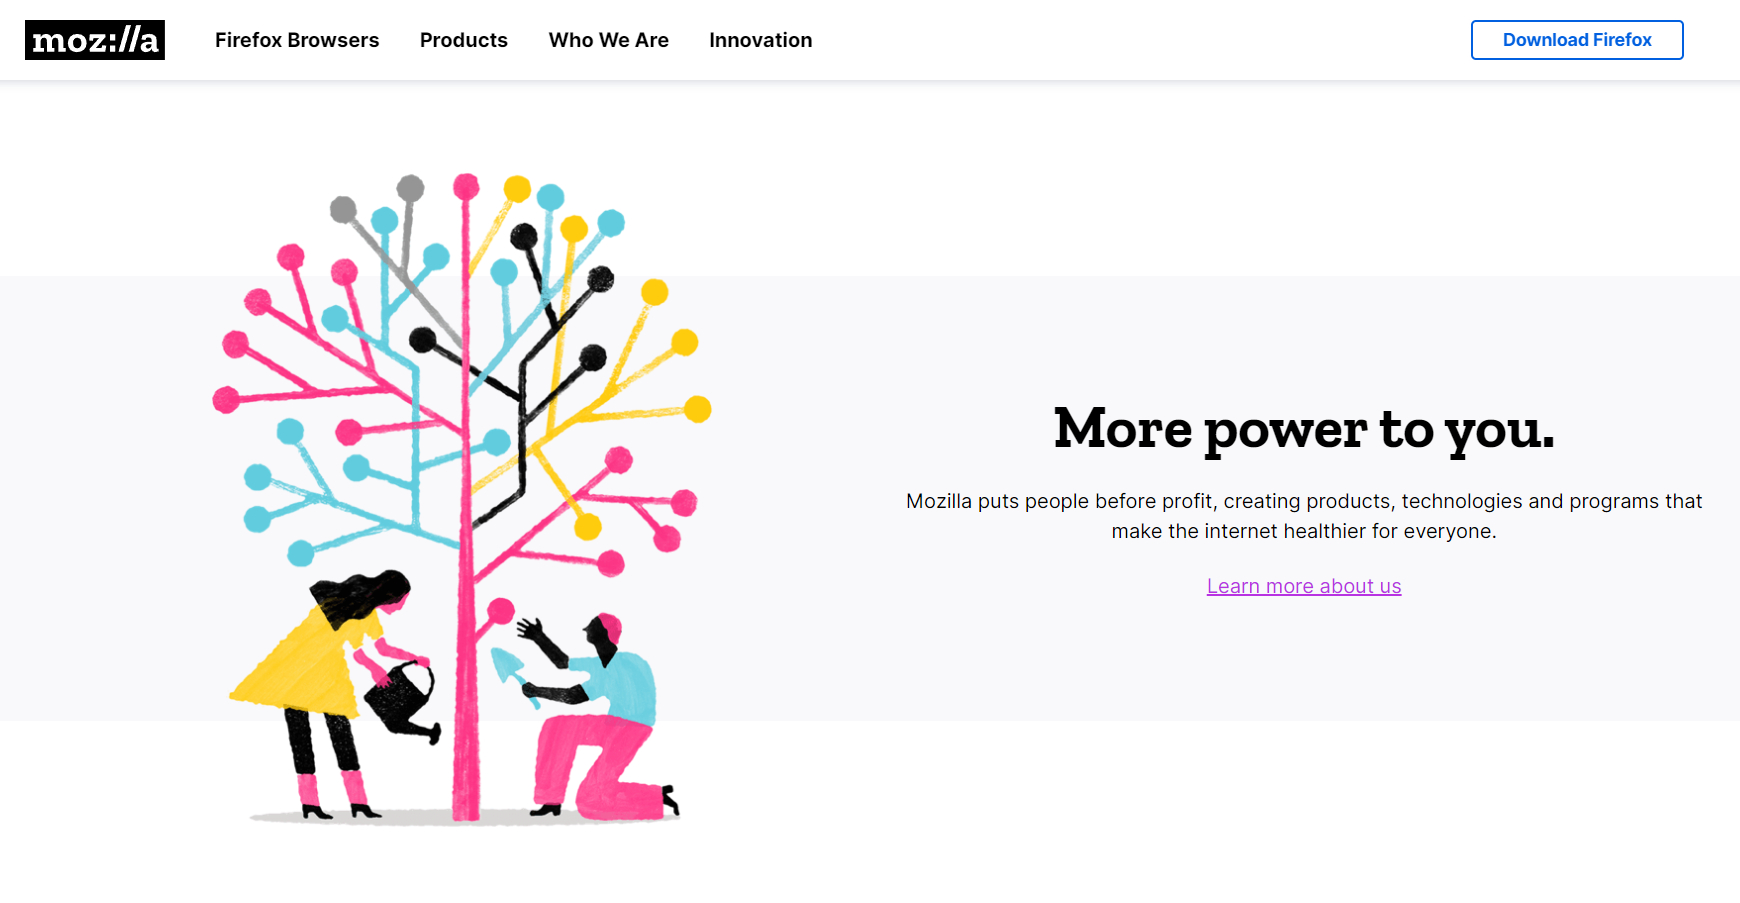 moz://a
Firefox Browsers
Products
Who We Are
Innovation
Download Firefox
More power to you.
Mozilla puts people before profit, creating products, technologies and programs that
make the internet healthier for everyone.
Learn more about us